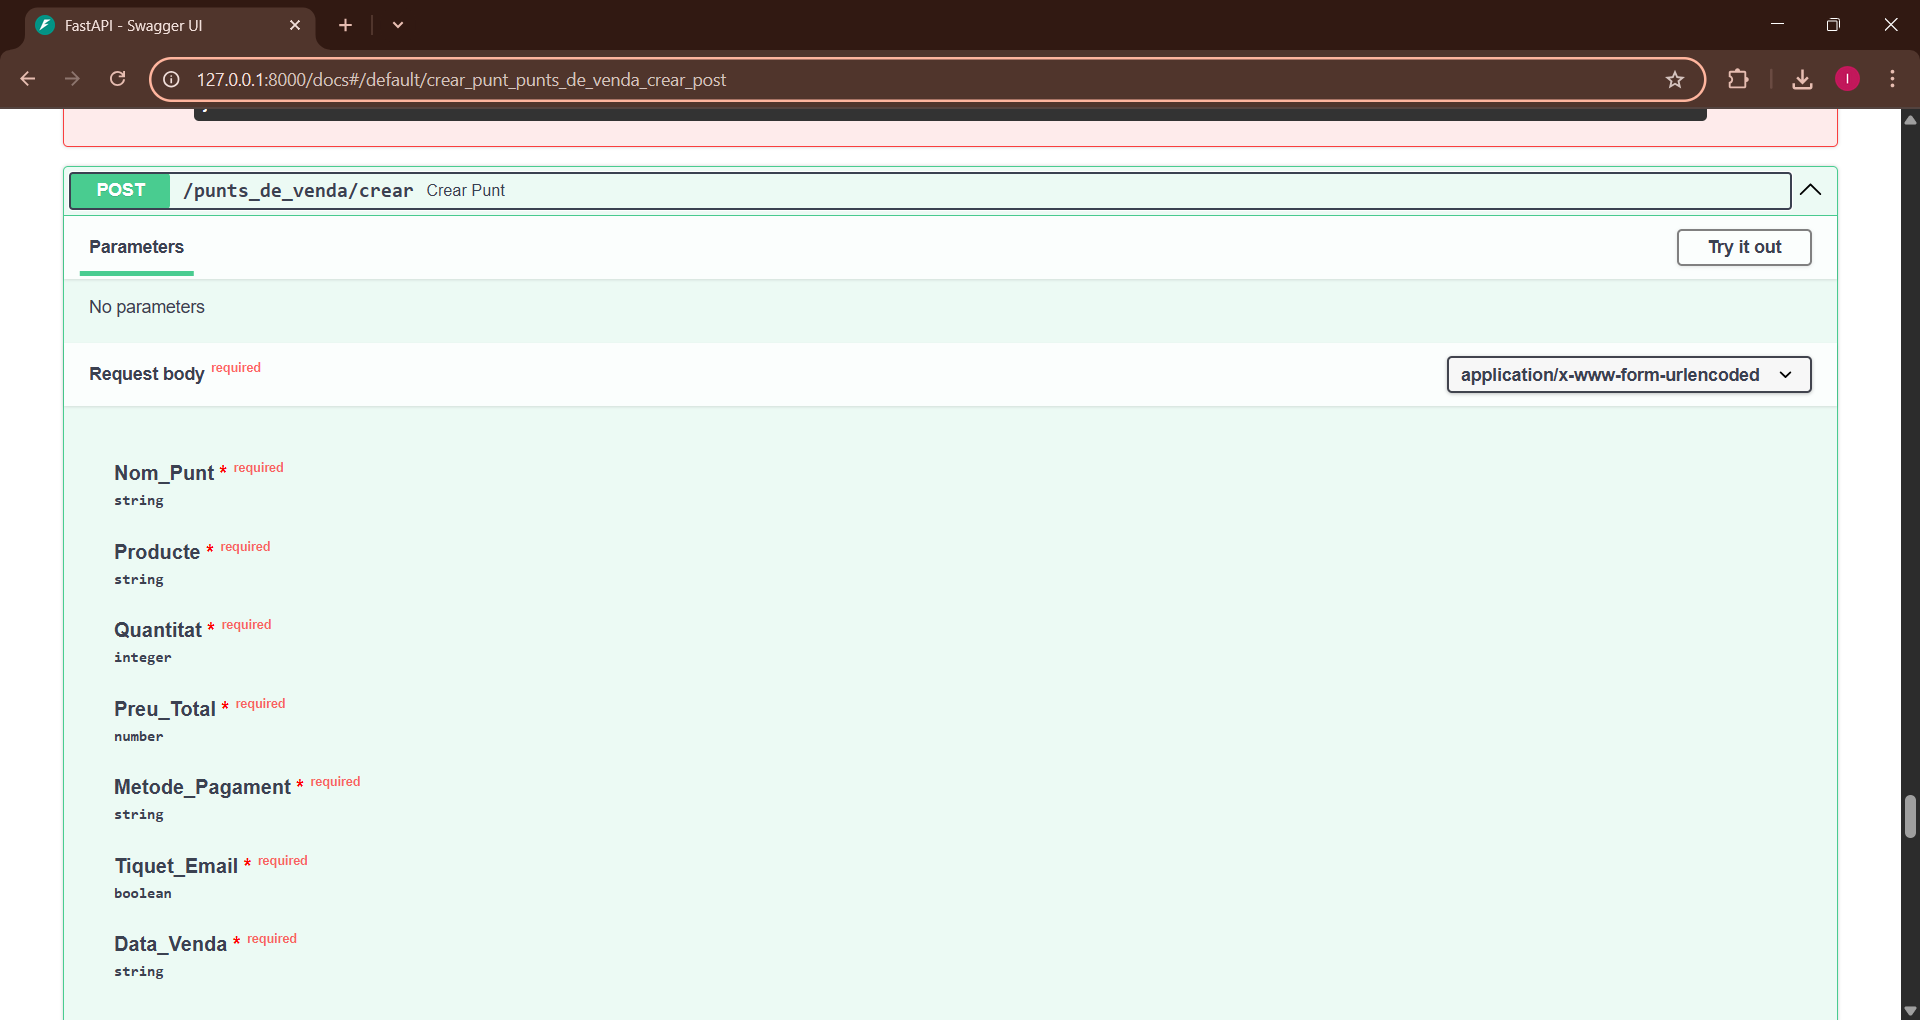 FastAPI - Swagger UI
127.0.0.1:8000/docs#/default/crear_punt_punts_de_venda_crear_post
I
POST /punts_de_venda/crear Crear Punt
Parameters
Try it out
No parameters
Request body required
application/x-www-form-urlencoded
Nom_Punt * required
string
Producte * required
string
Quantitat * required
integer
Preu_Total * required
number
Metode_Pagament * required
string
Tiquet_Email * required
boolean
Data_Venda * required
string